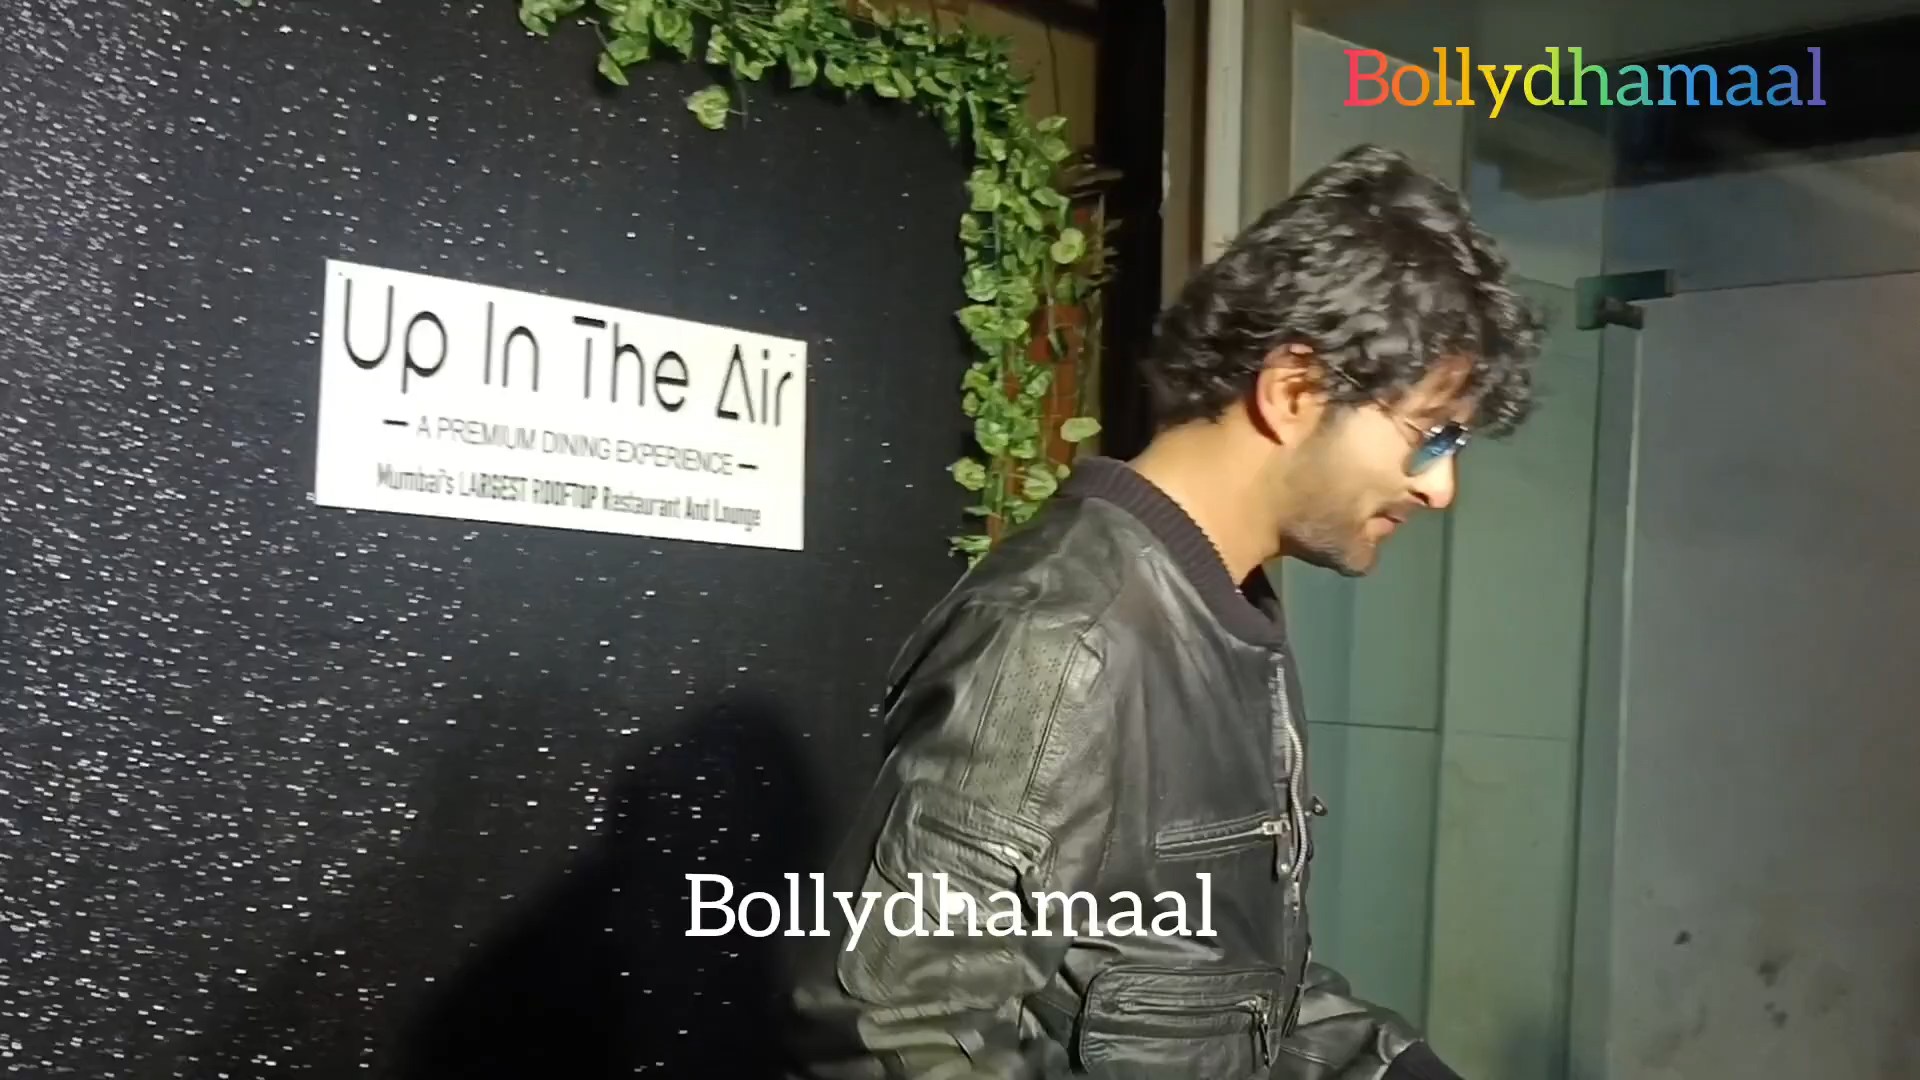 Bollydhamaal
Up In The Air
— A PREMIUM DINING EXPERIENCE —
Mumbai's LARGEST ROOFTOP Restaurant And Lounge
Bollydhamaal